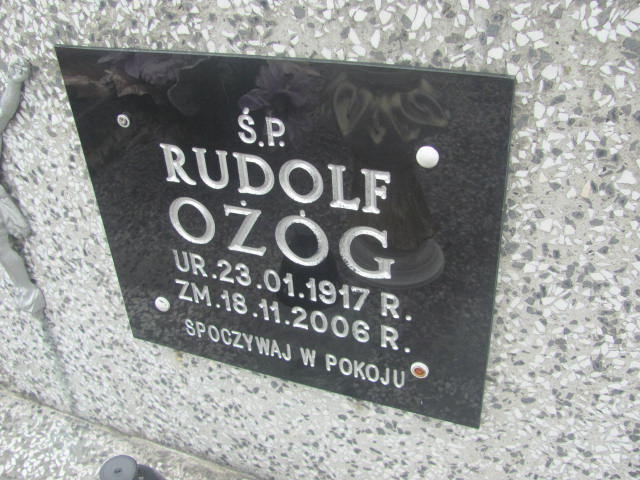 Ś.P.
RUDOLF
OŻÓG
UR.23.01.1917 R.
ZM.18.11.2006 R.
SPOCZYWAJ W POKOJU